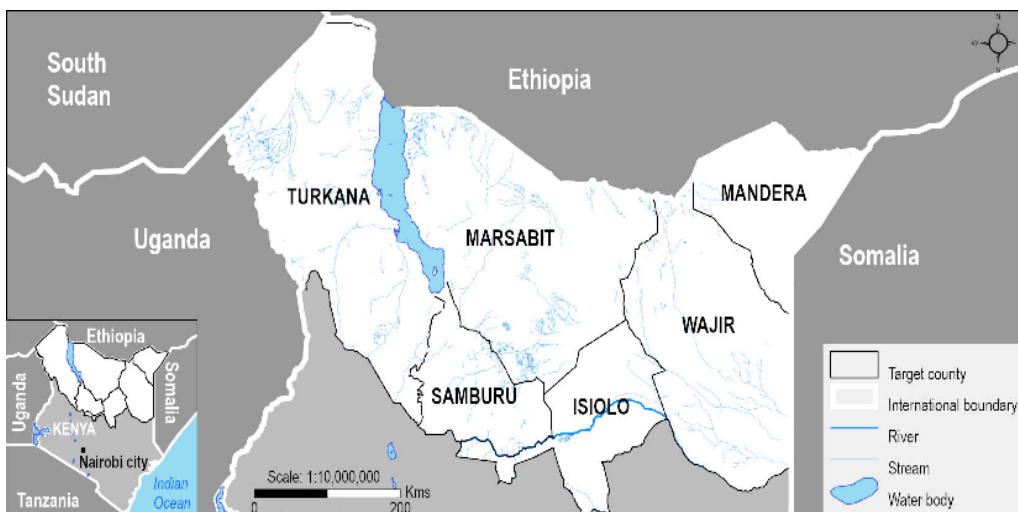 South
Sudan
Ethiopia
N
W
E
S
MANDERA
TURKANA
MARSABIT
Uganda
Somalia
WAJIR
SAMBURU
ISIOLO
Scale: 1:10,000,000
Kms
0
200
Target county
International boundary
River
Stream
Water body
Ethiopia
Uganda
Somalia
KENYA
Nairobi city
Indian
Ocean
Tanzania